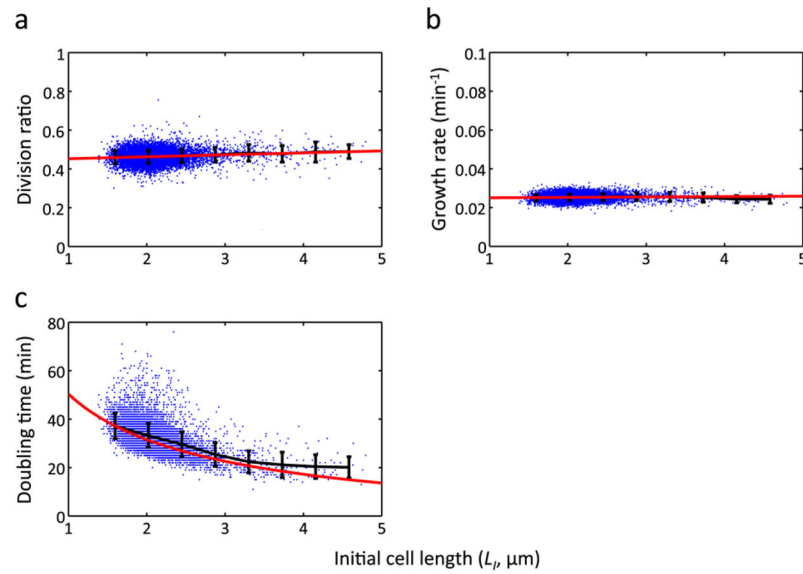 a
Division ratio
1
0.8
0.6
0.4
0.2
0
1 2 3 4 5
b
Growth rate (min-1)
0.1
0.08
0.06
0.04
0.02
0
1 2 3 4 5
c
Doubling time (min)
80
60
40
20
0
1 2 3 4 5
Initial cell length (LI, μm)